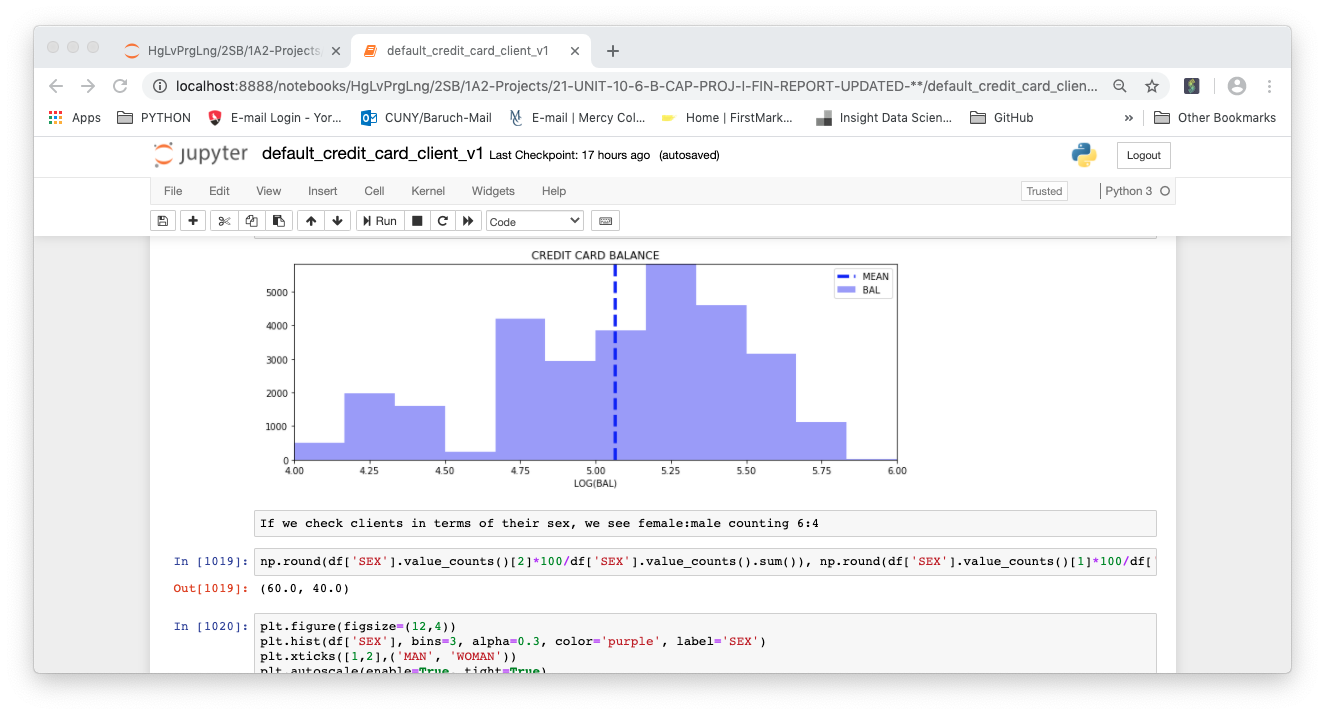 HgLvPrgLng/2SB/1A2-Projects
default_credit_card_client_v1
localhost:8888/notebooks/HgLvPrgLng/2SB/1A2-Projects/21-UNIT-10-6-B-CAP-PROJ-I-FIN-REPORT-UPDATED-**/default_credit_card_clien...
Apps PYTHON E-mail Login - Yor... CUNY/Baruch-Mail E-mail | Mercy Col... Home | FirstMark... Insight Data Scien... GitHub » Other Bookmarks
jupyter default_credit_card_client_v1 Last Checkpoint: 17 hours ago (autosaved) Logout
File Edit View Insert Cell Kernel Widgets Help Trusted Python 3
Run Code
CREDIT CARD BALANCE
MEAN
BAL
5000
4000
3000
2000
1000
0
4.00 4.25 4.50 4.75 5.00 5.25 5.50 5.75 6.00
LOG(BAL)
If we check clients in terms of their sex, we see female:male counting 6:4
In [1019]: np.round(df['SEX'].value_counts()[2]*100/df['SEX'].value_counts().sum()), np.round(df['SEX'].value_counts()[1]*100/df['
Out[1019]: (60.0, 40.0)
In [1020]: plt.figure(figsize=(12,4))
plt.hist(df['SEX'], bins=3, alpha=0.3, color='purple', label='SEX')
plt.xticks([1,2],('MAN', 'WOMAN'))
plt.autoscale(enable=True, tight=True)